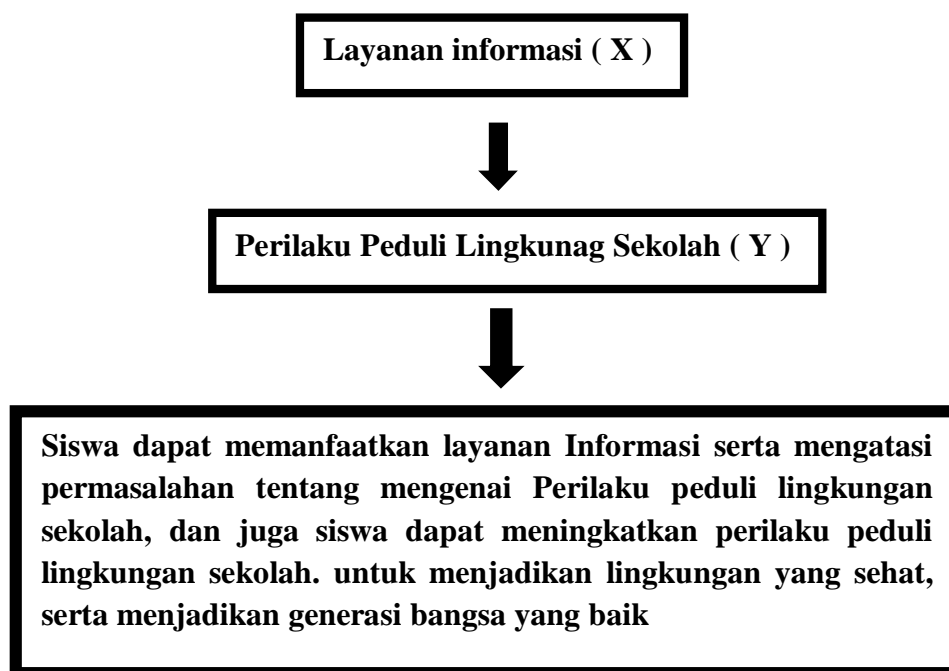 Layanan informasi ( X )
Perilaku Peduli Lingkunag Sekolah ( Y )
Siswa dapat memanfaatkan layanan Informasi serta mengatasi
permasalahan tentang mengenai Perilaku peduli lingkungan
sekolah, dan juga siswa dapat meningkatkan perilaku peduli
lingkungan sekolah. untuk menjadikan lingkungan yang sehat,
serta menjadikan generasi bangsa yang baik